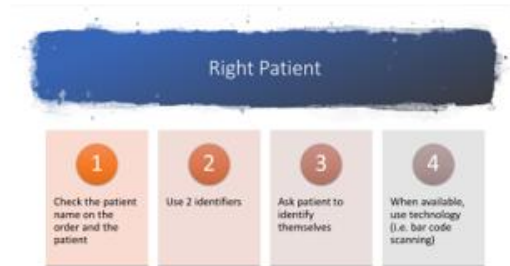 Right Patient
1
Check the patient
name on the
order and the
patient
2
Use 2 identifiers
3
Ask patient to
identify
themselves
4
When available,
use technology
(i.e. bar code
scanning)